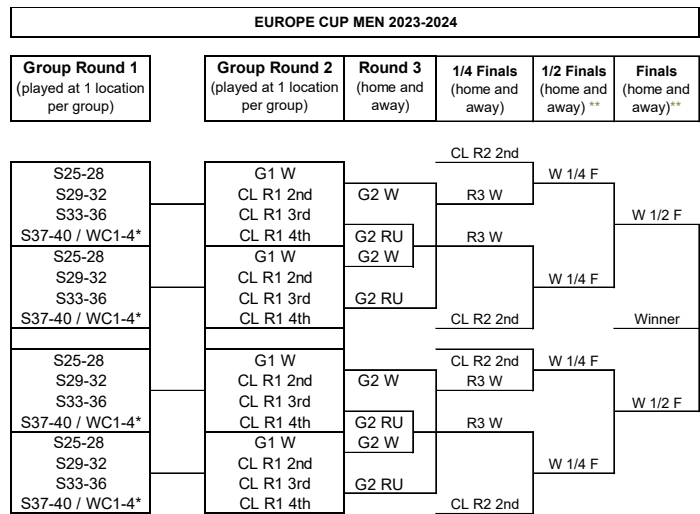 EUROPE CUP MEN 2023-2024
Group Round 1
(played at 1 location
per group)
Group Round 2
(played at 1 location
per group)
Round 3
(home and
away)
1/4 Finals
(home and
away)
1/2 Finals
(home and
away) **
Finals
(home and
away)**
CL R2 2nd
S25-28
G1 W
W 1/4 F
S29-32
CL R1 2nd
G2 W
R3 W
S33-36
CL R1 3rd
W 1/2 F
S37-40 / WC1-4*
CL R1 4th
G2 RU
R3 W
S25-28
G1 W
G2 W
S29-32
CL R1 2nd
W 1/4 F
S33-36
CL R1 3rd
G2 RU
S37-40 / WC1-4*
CL R1 4th
CL R2 2nd
Winner
S25-28
G1 W
CL R2 2nd
W 1/4 F
S29-32
CL R1 2nd
G2 W
R3 W
S33-36
CL R1 3rd
W 1/2 F
S37-40 / WC1-4*
CL R1 4th
G2 RU
R3 W
S25-28
G1 W
G2 W
S29-32
CL R1 2nd
W 1/4 F
S33-36
CL R1 3rd
G2 RU
S37-40 / WC1-4*
CL R1 4th
CL R2 2nd